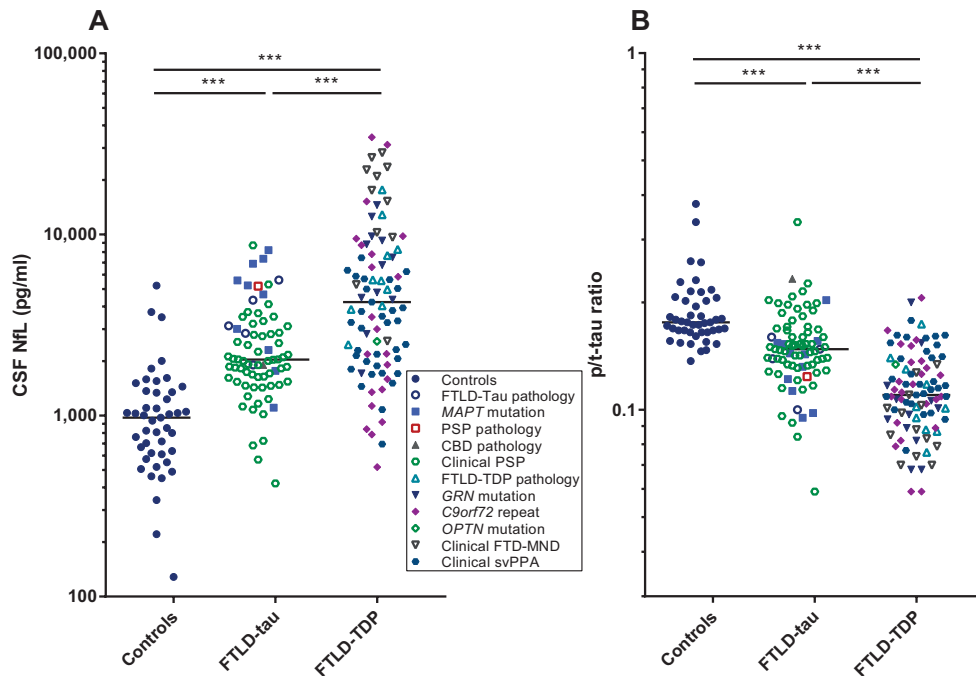 A
CSF NfL (pg/ml)
100,000
10,000
1,000
100
***
***
***
Controls
FTLD-tau
FTLD-TDP
Controls
FTLD-Tau pathology
MAPT mutation
PSP pathology
CBD pathology
Clinical PSP
FTLD-TDP pathology
GRN mutation
C9orf72 repeat
OPTN mutation
Clinical FTD-MND
Clinical svPPA
B
p/t-tau ratio
1
0.1
***
***
***
Controls
FTLD-tau
FTLD-TDP